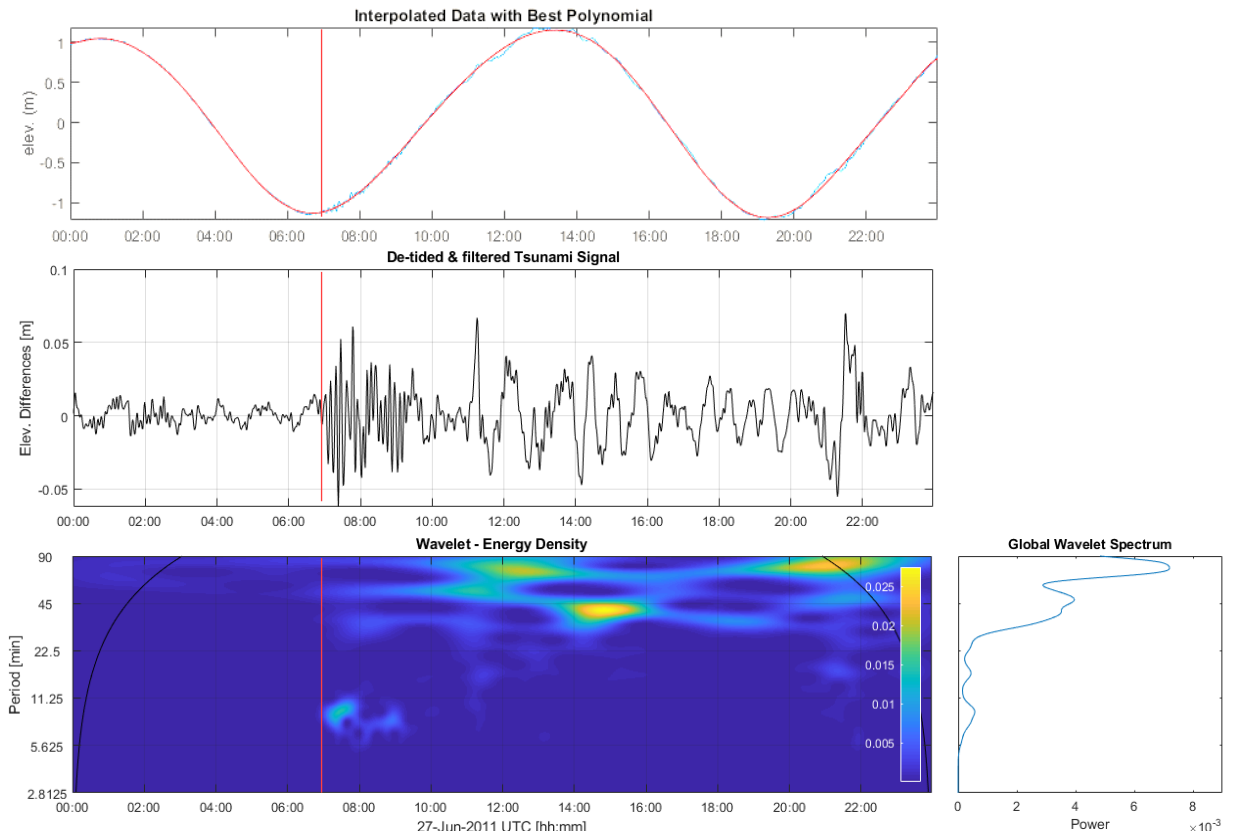 Interpolated Data with Best Polynomial
1
0.5
0
-0.5
-1
elev. (m)
00:00 02:00 04:00 06:00 08:00 10:00 12:00 14:00 16:00 18:00 20:00 22:00
De-tided & filtered Tsunami Signal
0.1
0.05
0
-0.05
Elev. Differences [m]
00:00 02:00 04:00 06:00 08:00 10:00 12:00 14:00 16:00 18:00 20:00 22:00
Wavelet - Energy Density
90
45
22.5
11.25
5.625
2.8125
Period [min]
0.025
0.02
0.015
0.01
0.005
00:00 02:00 04:00 06:00 08:00 10:00 12:00 14:00 16:00 18:00 20:00 22:00
27-Jun-2011 UTC [hh:mm]
Global Wavelet Spectrum
0 2 4 6 8
Power
×10-3